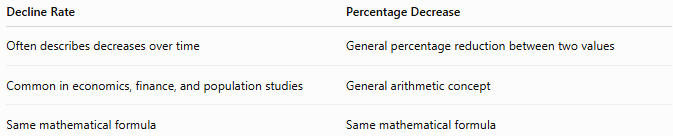 Decline Rate Percentage Decrease
Often describes decreases over time General percentage reduction between two values
Common in economics, finance, and population studies General arithmetic concept
Same mathematical formula Same mathematical formula